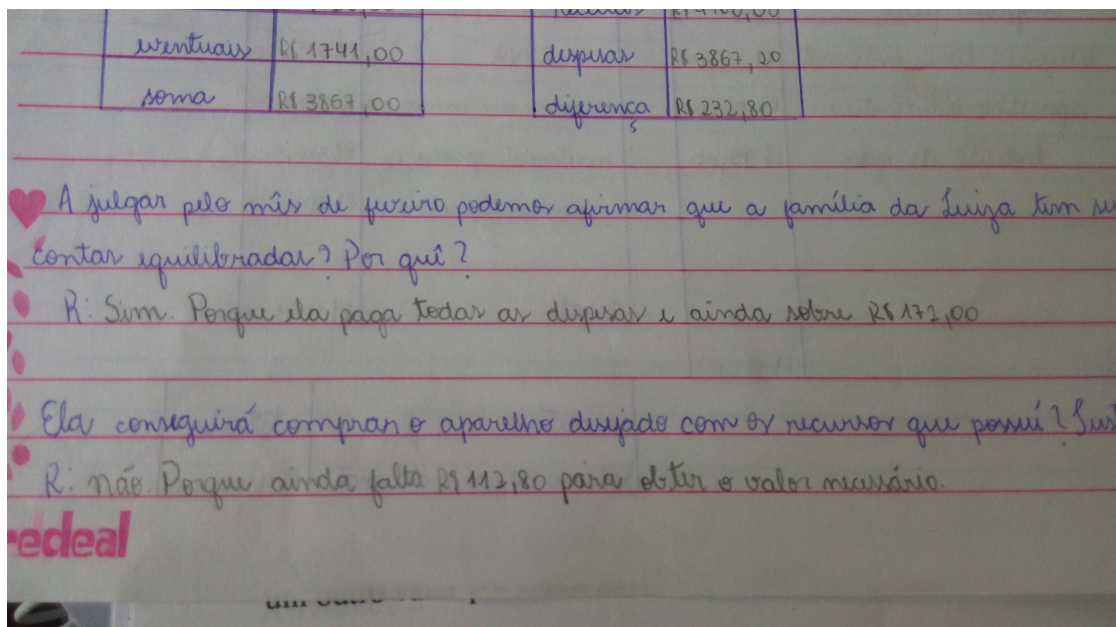 eventuais R$ 1741,00 despesas R$ 3867,20
soma R$ 3867,00 diferença R$ 232,80
A julgar pelo mês de fevereiro podemos afirmar que a família da Luiza tem
contas equilibradas? Por quê?
R: Sim. Porque ela paga todas as despesas e ainda sobre R$ 172,00
Ela conseguirá comprar o aparelho desejado com os recursos que possuí?
R: não. Porque ainda falta R$ 112,80 para obter o valor necessário.
redeal